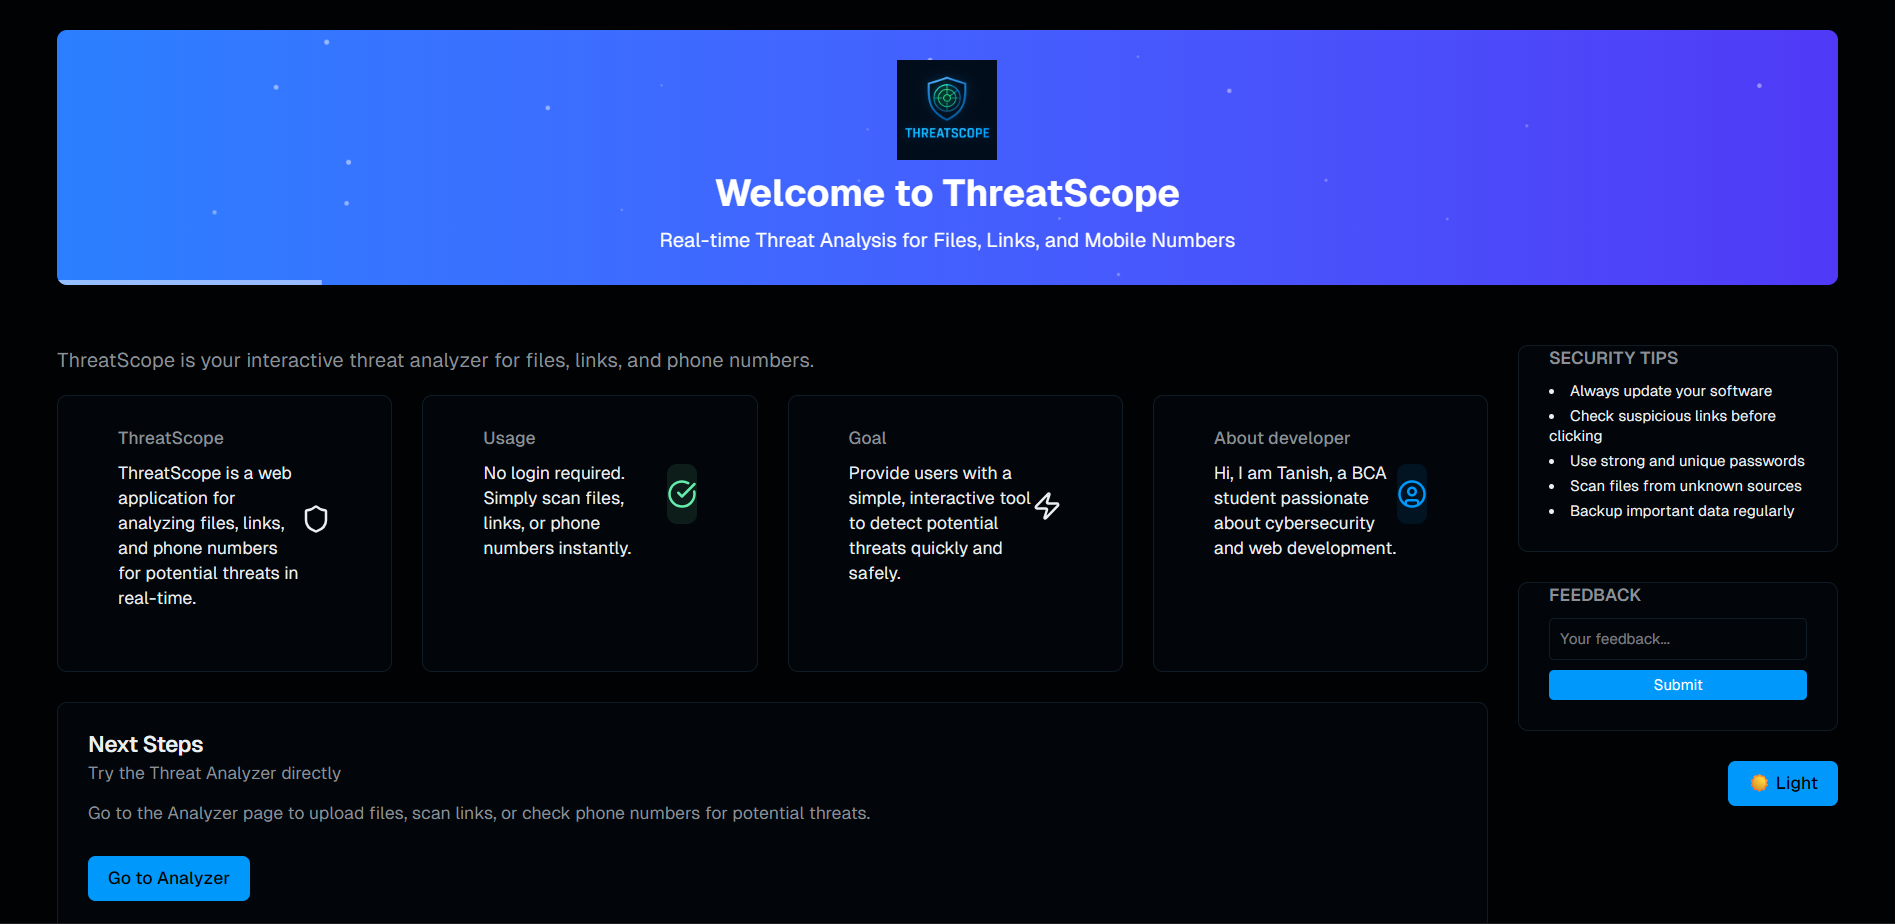 THREATSCOPE
Welcome to ThreatScope
Real-time Threat Analysis for Files, Links, and Mobile Numbers
ThreatScope is your interactive threat analyzer for files, links, and phone numbers.
ThreatScope
ThreatScope is a web
application for
analyzing files, links,
and phone numbers
for potential threats in
real-time.
Usage
No login required.
Simply scan files,
links, or phone
numbers instantly.
Goal
Provide users with a
simple, interactive tool
to detect potential
threats quickly and
safely.
About developer
Hi, I am Tanish, a BCA
student passionate
about cybersecurity
and web development.
Next Steps
Try the Threat Analyzer directly
Go to the Analyzer page to upload files, scan links, or check phone numbers for potential threats.
Go to Analyzer
SECURITY TIPS
• Always update your software
• Check suspicious links before
clicking
• Use strong and unique passwords
• Scan files from unknown sources
• Backup important data regularly
FEEDBACK
Your feedback...
Submit
Light